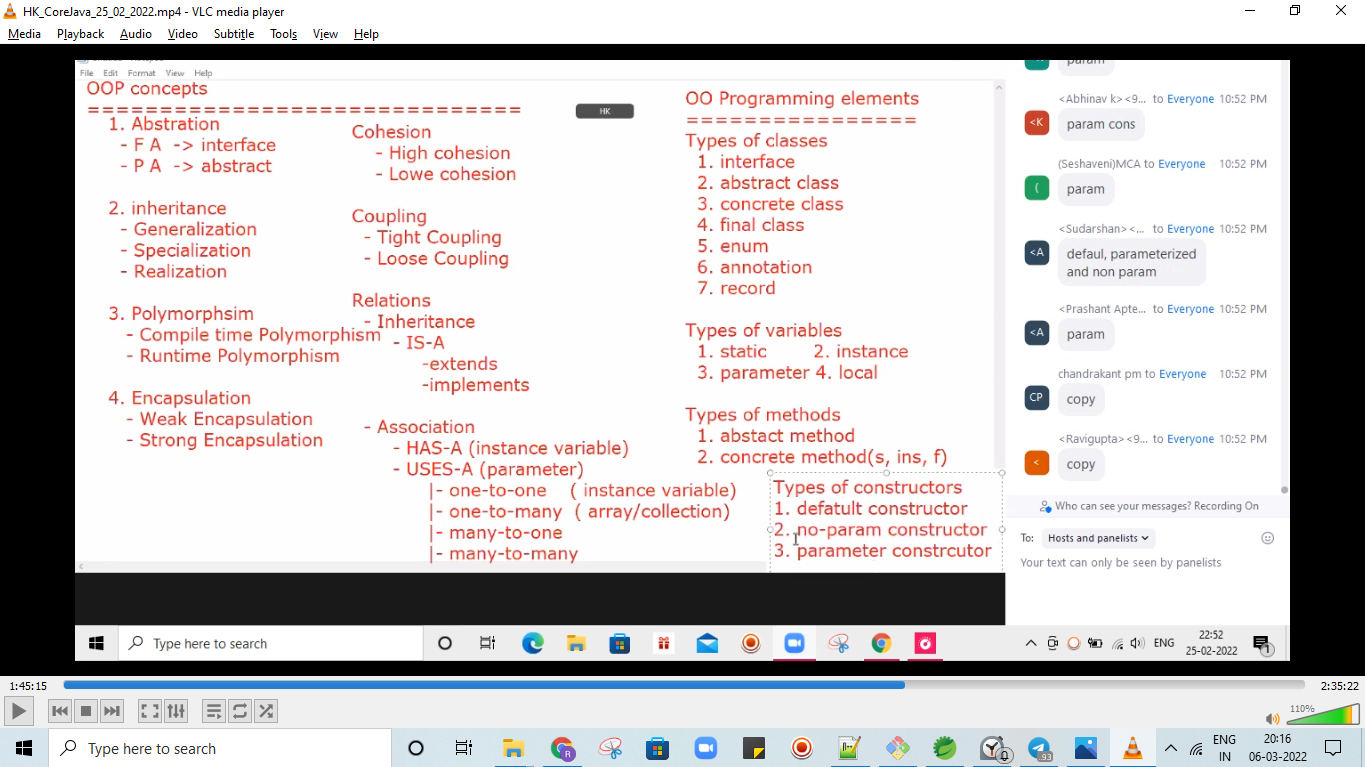 HK_CoreJava_25_02_2022.mp4 - VLC media player
Media Playback Audio Video Subtitle Tools View Help
File Edit Format View Help
OOP concepts
==============================
1. Abstration
- F A -> interface
- P A -> abstract
2. inheritance
- Generalization
- Specialization
- Realization
3. Polymorphsim
- Compile time Polymorphism
- Runtime Polymorphism
4. Encapsulation
- Weak Encapsulation
- Strong Encapsulation
HK
Cohesion
- High cohesion
- Lowe cohesion
Coupling
- Tight Coupling
- Loose Coupling
Relations
- Inheritance
- IS-A
-extends
-implements
- Association
- HAS-A (instance variable)
- USES-A (parameter)
|- one-to-one ( instance variable)
|- one-to-many ( array/collection)
|- many-to-one
|- many-to-many
OO Programming elements
================
Types of classes
1. interface
2. abstract class
3. concrete class
4. final class
5. enum
6. annotation
7. record
Types of variables
1. static 2. instance
3. parameter 4. local
Types of methods
1. abstact method
2. concrete method(s, ins, f)
Types of constructors
1. defatult constructor
2. no-param constructor
3. parameter constrcutor
param
<Abhinav k><9... to Everyone 10:52 PM
<K
param cons
(Seshaveni)MCA to Everyone 10:52 PM
(
param
<Sudarshan><... to Everyone 10:52 PM
<A
defaul, parameterized
and non param
<Prashant Apte... to Everyone 10:52 PM
<A
param
chandrakant pm to Everyone 10:52 PM
CP
copy
<Ravigupta><9... to Everyone 10:52 PM
<
copy
Who can see your messages? Recording On
To: Hosts and panelists
Your text can only be seen by panelists
Type here to search
ENG
22:52
25-02-2022
1
1:45:15
2:35:22
110%
Type here to search
R
93
ENG
IN
20:16
06-03-2022